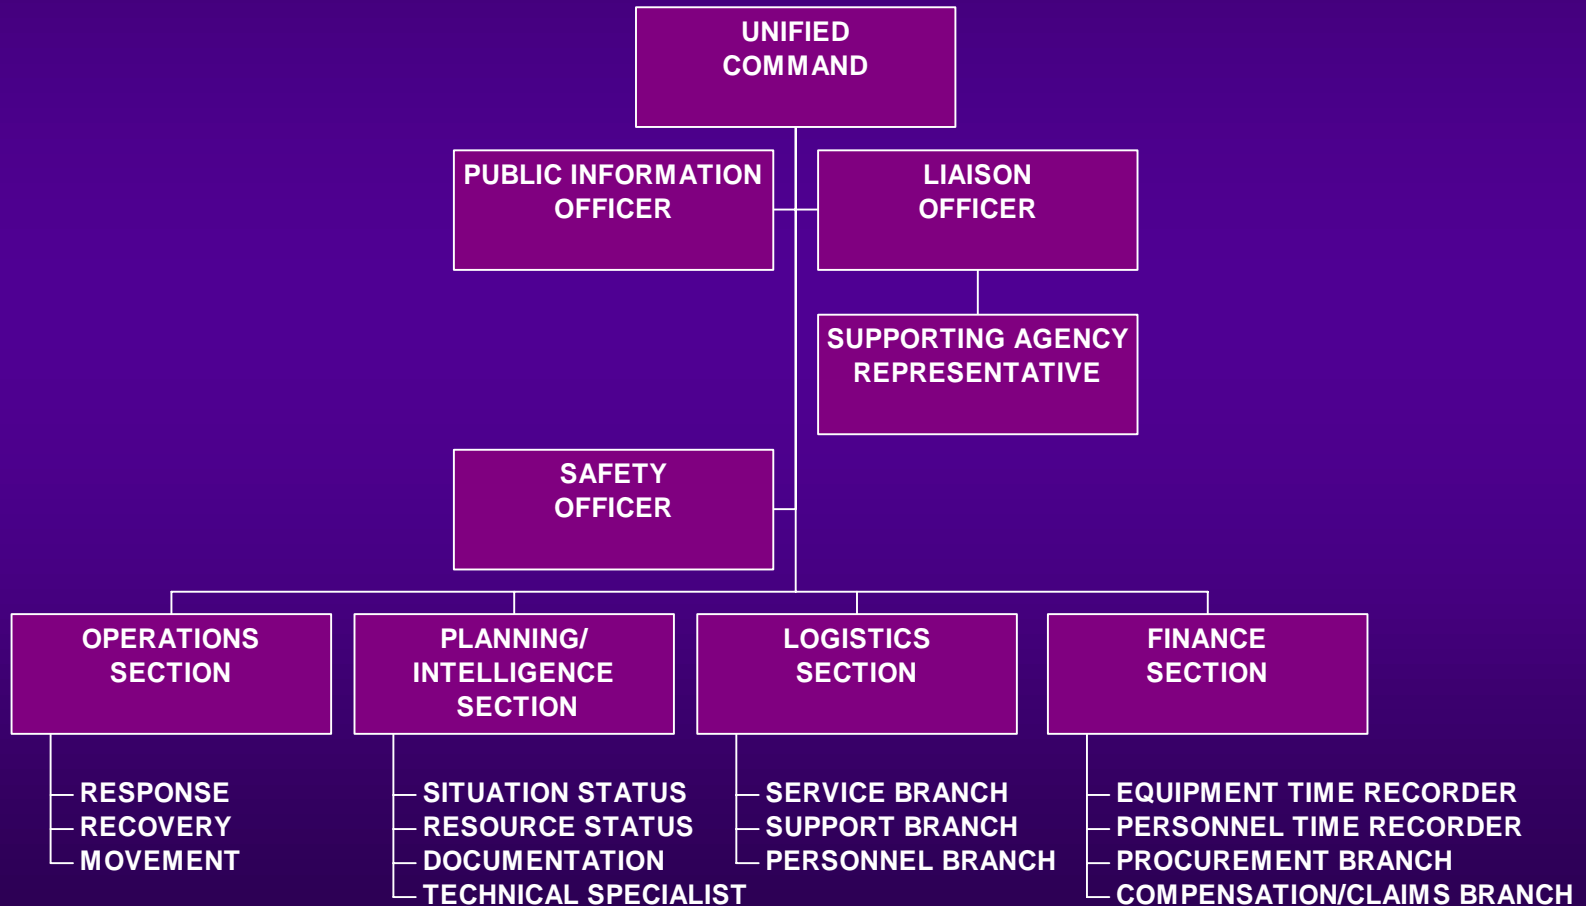 UNIFIED
COMMAND
PUBLIC INFORMATION
OFFICER
LIAISON
OFFICER
SUPPORTING AGENCY
REPRESENTATIVE
SAFETY
OFFICER
OPERATIONS
SECTION
PLANNING/
INTELLIGENCE
SECTION
LOGISTICS
SECTION
FINANCE
SECTION
RESPONSE
RECOVERY
MOVEMENT
SITUATION STATUS
RESOURCE STATUS
DOCUMENTATION
TECHNICAL SPECIALIST
SERVICE BRANCH
SUPPORT BRANCH
PERSONNEL BRANCH
EQUIPMENT TIME RECORDER
PERSONNEL TIME RECORDER
PROCUREMENT BRANCH
COMPENSATION/CLAIMS BRANCH